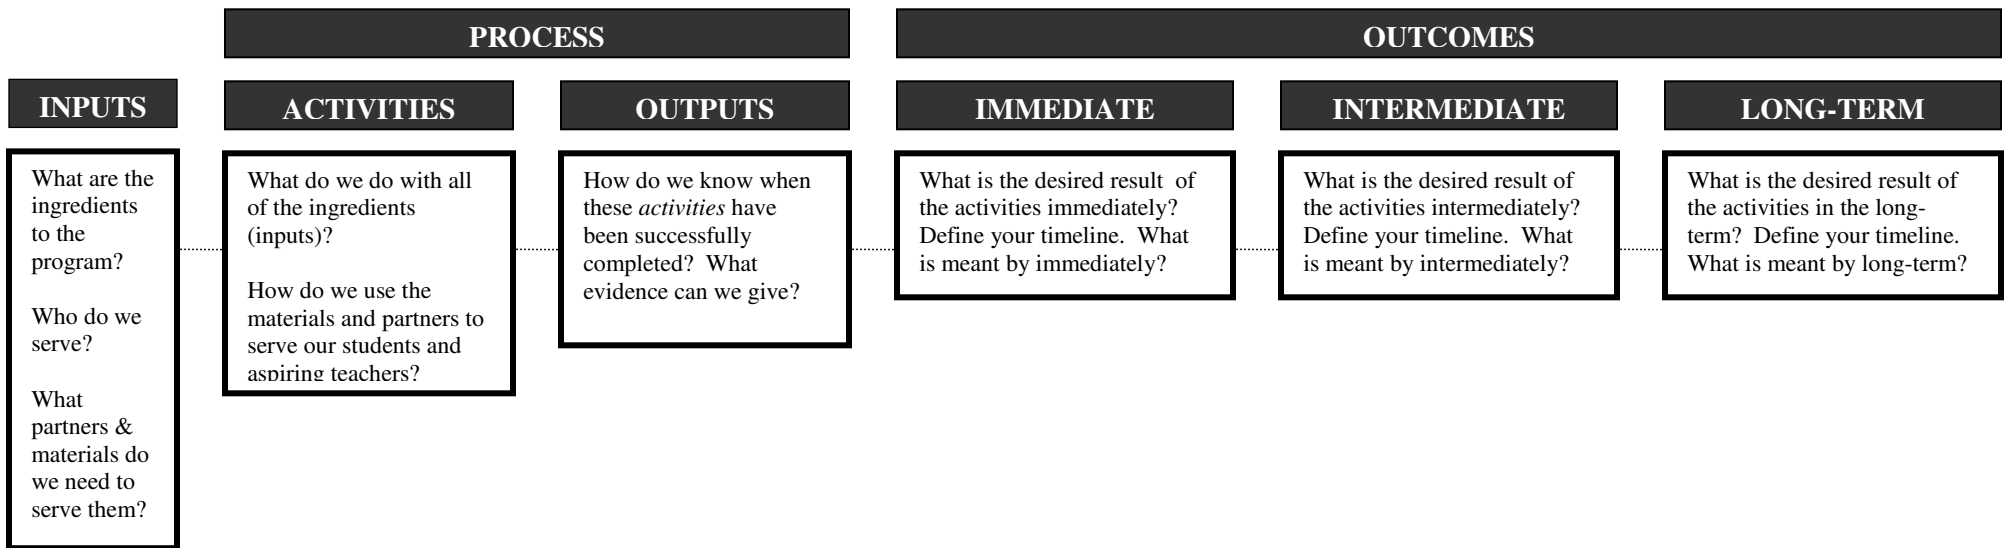 PROCESS
OUTCOMES
INPUTS
ACTIVITIES
OUTPUTS
IMMEDIATE
INTERMEDIATE
LONG-TERM
What are the
ingredients
to the
program?
Who do we
serve?
What
partners &
materials do
we need to
serve them?
What do we do with all
of the ingredients
(inputs)?
How do we use the
materials and partners to
serve our students and
aspiring teachers?
How do we know when
these activities have
been successfully
completed? What
evidence can we give?
What is the desired result of
the activities immediately?
Define your timeline. What
is meant by immediately?
What is the desired result of
the activities intermediately?
Define your timeline. What
is meant by intermediately?
What is the desired result of
the activities in the long-
term? Define your timeline.
What is meant by long-term?